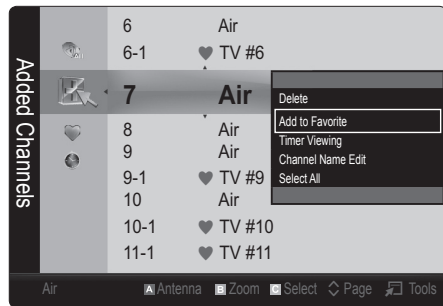 Added Channels
6 Air
6-1 ♥ TV #6
7 Air
8 Air
9 Air
9-1 ♥ TV #9
10 Air
10-1 ♥ TV #10
11-1 ♥ TV #11
Delete
Add to Favorite
Timer Viewing
Channel Name Edit
Select All
Air A Antenna B Zoom C Select Page Tools